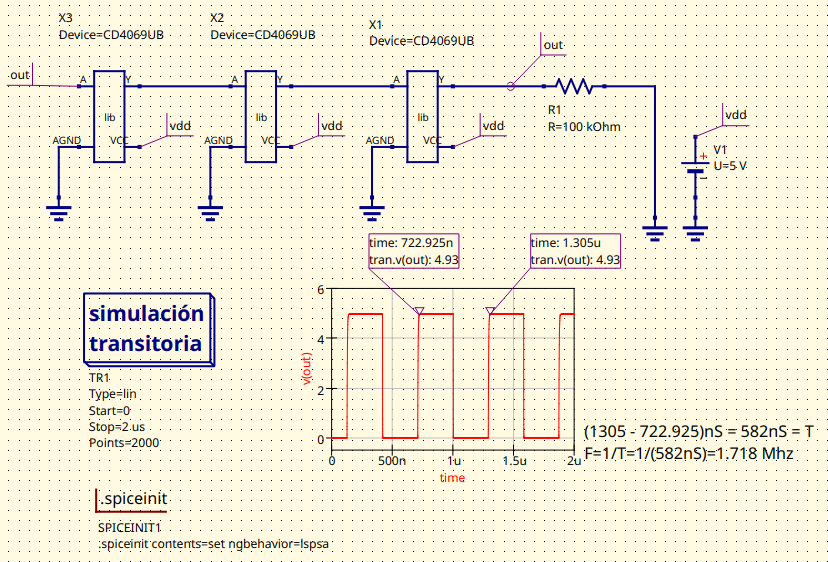 X3
Device=CD4069UB
X2
Device=CD4069UB
X1
Device=CD4069UB
out
A
Y
lib
AGND
VCC
vdd
A
Y
lib
AGND
VCC
vdd
A
Y
lib
AGND
VCC
vdd
out
R1
R=100 kOhm
vdd
V1
U=5 V
time: 722.925n
tran.v(out): 4.93
time: 1.305u
tran.v(out): 4.93
simulación
transitoria
TR1
Type=lin
Start=0
Stop=2 us
Points=2000
6
4
2
0
v(out)
0
500n
1u
1.5u
2u
time
(1305 - 722.925)nS = 582nS = T
F=1/T=1/(582nS)=1.718 Mhz
.spiceinit
SPICEINIT1
.spiceinit contents=set ngbehavior=lspsa